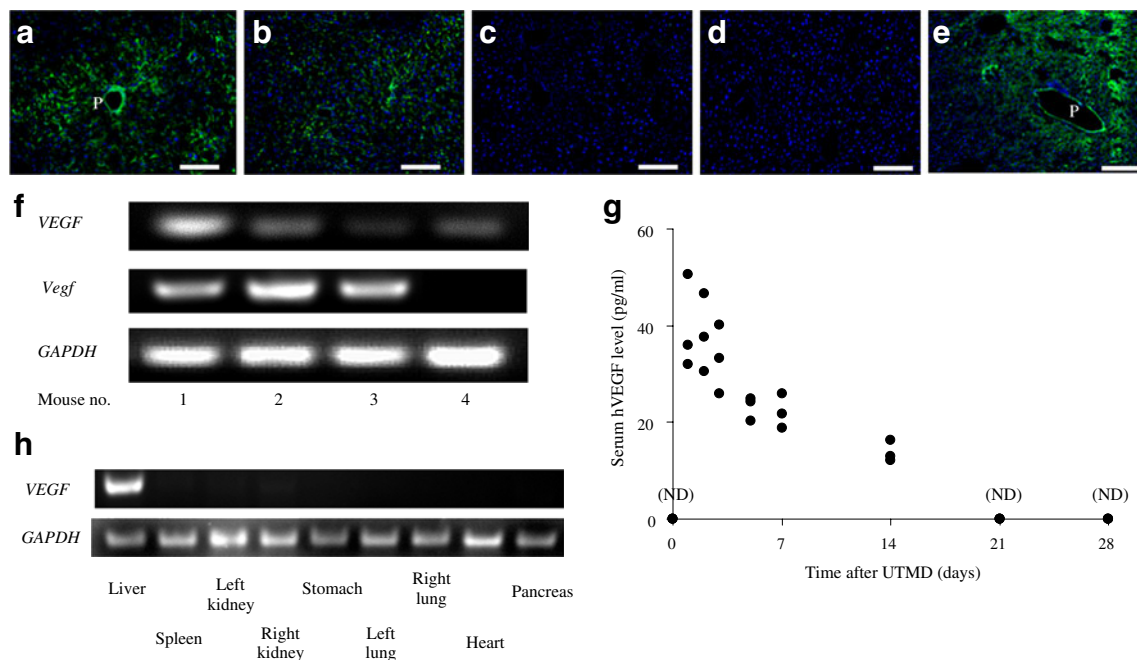 a
b
c
d
e
P
P
f
VEGF
Vegf
GAPDH
Mouse no. 1 2 3 4
g
60
40
20
0
Serum hVEGF level (pg/ml)
(ND) (ND) (ND)
0 7 14 21 28
Time after UTMD (days)
h
VEGF
GAPDH
Liver
Spleen
Left kidney
Right kidney
Stomach
Left lung
Right lung
Heart
Pancreas